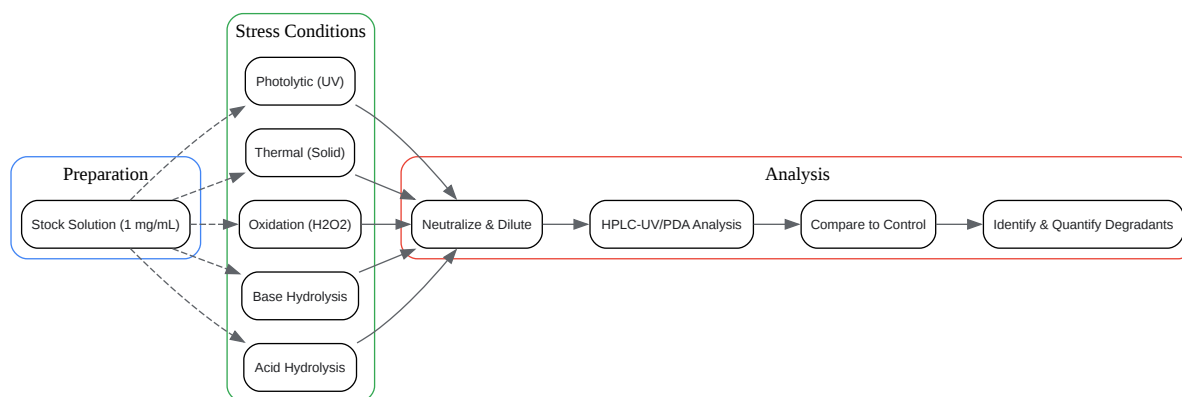 Stress Conditions
Photolytic (UV)
Thermal (Solid)
Oxidation (H2O2)
Base Hydrolysis
Acid Hydrolysis
Preparation
Stock Solution (1 mg/mL)
Analysis
Neutralize & Dilute
HPLC-UV/PDA Analysis
Compare to Control
Identify & Quantify Degradants